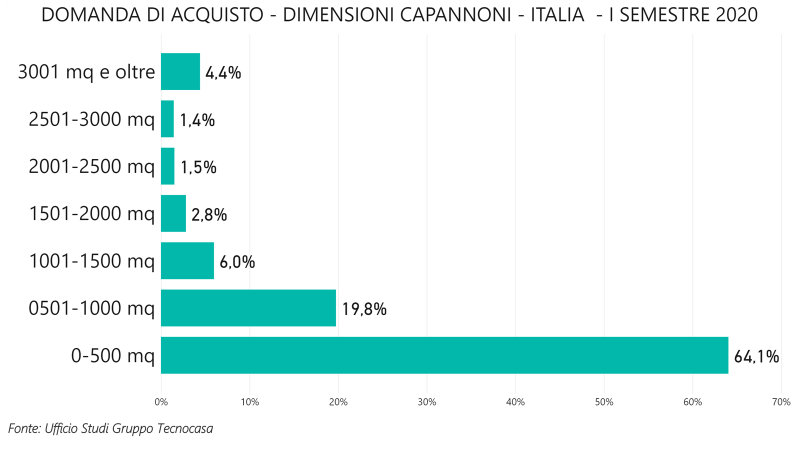 DOMANDA DI ACQUISTO - DIMENSIONI CAPANNONI - ITALIA - I SEMESTRE 2020
3001 mq e oltre 4,4%
2501-3000 mq 1,4%
2001-2500 mq 1,5%
1501-2000 mq 2,8%
1001-1500 mq 6,0%
0501-1000 mq 19,8%
0-500 mq 64,1%
0% 10% 20% 30% 40% 50% 60% 70%
Fonte: Ufficio Studi Gruppo Tecnocasa